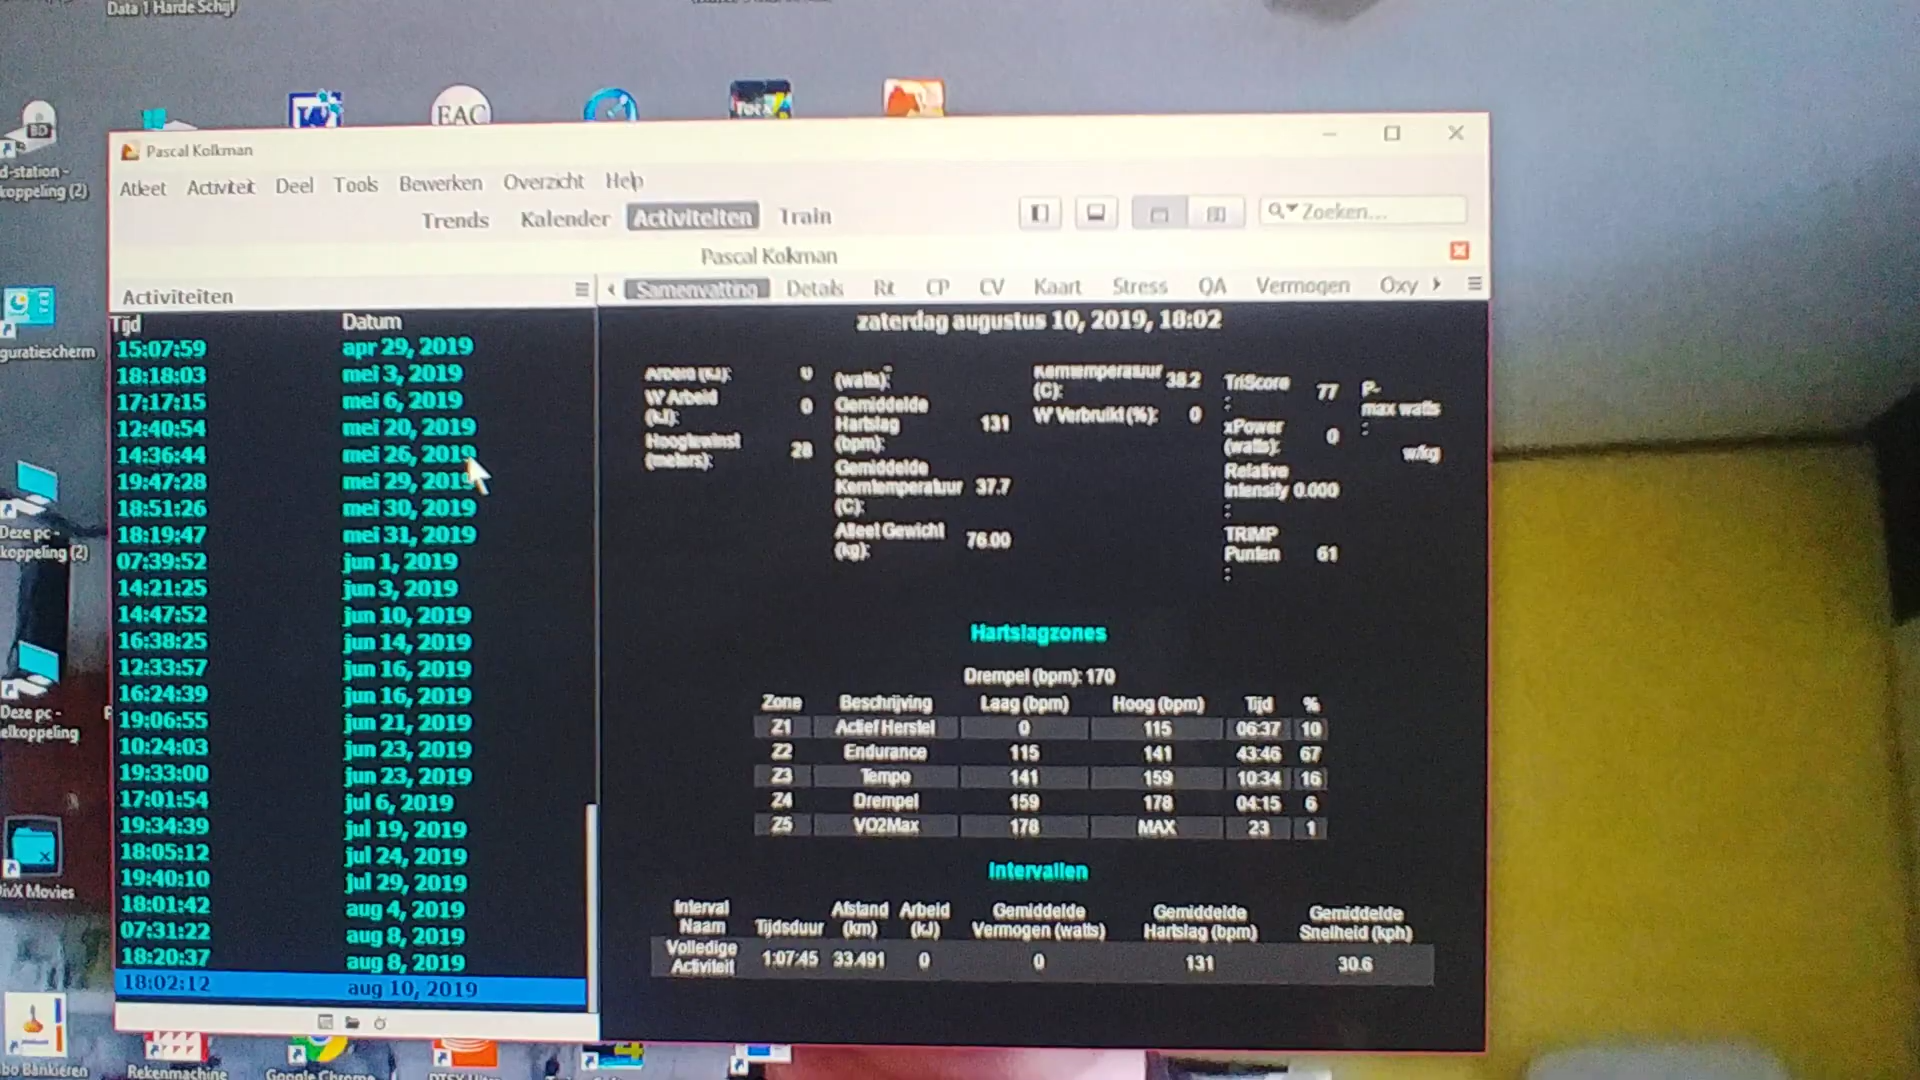 Data 1 Harde Schijf
EAC
BD
d-station -
koppeling (2)
Pascal Kolkman
Atleet Activiteit Deel Tools Bewerken Overzicht Help
Trends Kalender Activiteiten Train
Zoeken...
Pascal Kolkman
Activiteiten
Samenvatting Details Rit CP CV Kaart Stress QA Vermogen Oxy
Tijd Datum
15:07:59 apr 29, 2019
18:18:03 mei 3, 2019
17:17:15 mei 6, 2019
12:40:54 mei 20, 2019
14:36:44 mei 26, 2019
19:47:28 mei 29, 2019
18:51:26 mei 30, 2019
18:19:47 mei 31, 2019
07:39:52 jun 1, 2019
14:21:25 jun 3, 2019
14:47:52 jun 10, 2019
16:38:25 jun 14, 2019
12:33:57 jun 16, 2019
16:24:39 jun 16, 2019
19:06:55 jun 21, 2019
10:24:03 jun 23, 2019
19:33:00 jun 23, 2019
17:01:54 jul 6, 2019
19:34:39 jul 19, 2019
18:05:12 jul 24, 2019
19:40:10 jul 29, 2019
18:01:42 aug 4, 2019
07:31:22 aug 8, 2019
18:20:37 aug 8, 2019
18:02:12 aug 10, 2019
zaterdag augustus 10, 2019, 18:02
Arbeid (kJ): 0
W Arbeid
(kJ): 0
Hoogtewinst
(meters): 28
(watts):
Gemiddelde
Hartslag 131
(bpm):
Gemiddelde
Kerntemperatuur 37.7
(C):
Atleet Gewicht
(kg): 76.00
Kerntemperatuur 38.2
(C):
W Verbruikt (%): 0
TriScore 77
:
xPower
(watts): 0
Relative
Intensity 0.000
:
TRIMP
Punten 61
:
P-
max watts
:
w/kg
Hartslagzones
Drempel (bpm): 170
Zone Beschrijving Laag (bpm) Hoog (bpm) Tijd %
Z1 Actief Herstel 0 115 06:37 10
Z2 Endurance 115 141 43:46 67
Z3 Tempo 141 159 10:34 16
Z4 Drempel 159 178 04:15 6
Z5 VO2Max 178 MAX 23 1
Intervallen
Interval
Naam Tijdsduur Afstand (km) Arbeid (kJ) Gemiddelde Vermogen (watts) Gemiddelde Hartslag (bpm) Gemiddelde Snelheid (kph)
Volledige
Activiteit 1:07:45 33.491 0 0 131 30.6
guratiescherm
Deze pc -
koppeling (2)
Deze pc -
elkoppeling
DivX Movies
bo Bankieren
Rekenmachine
Google Chrome